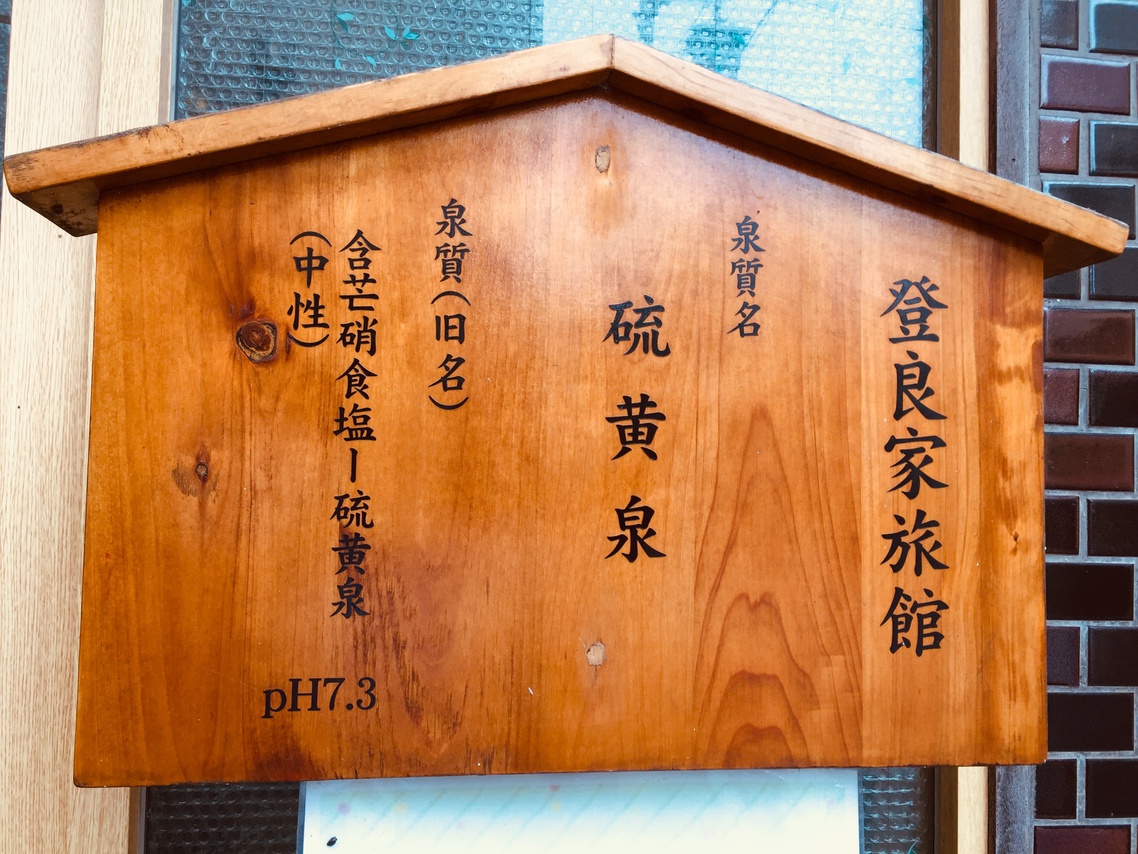 登良家旅館
泉質名
硫黄泉
泉質(旧名)
含芒硝食塩ー硫黄泉
(中性)
pH7.3